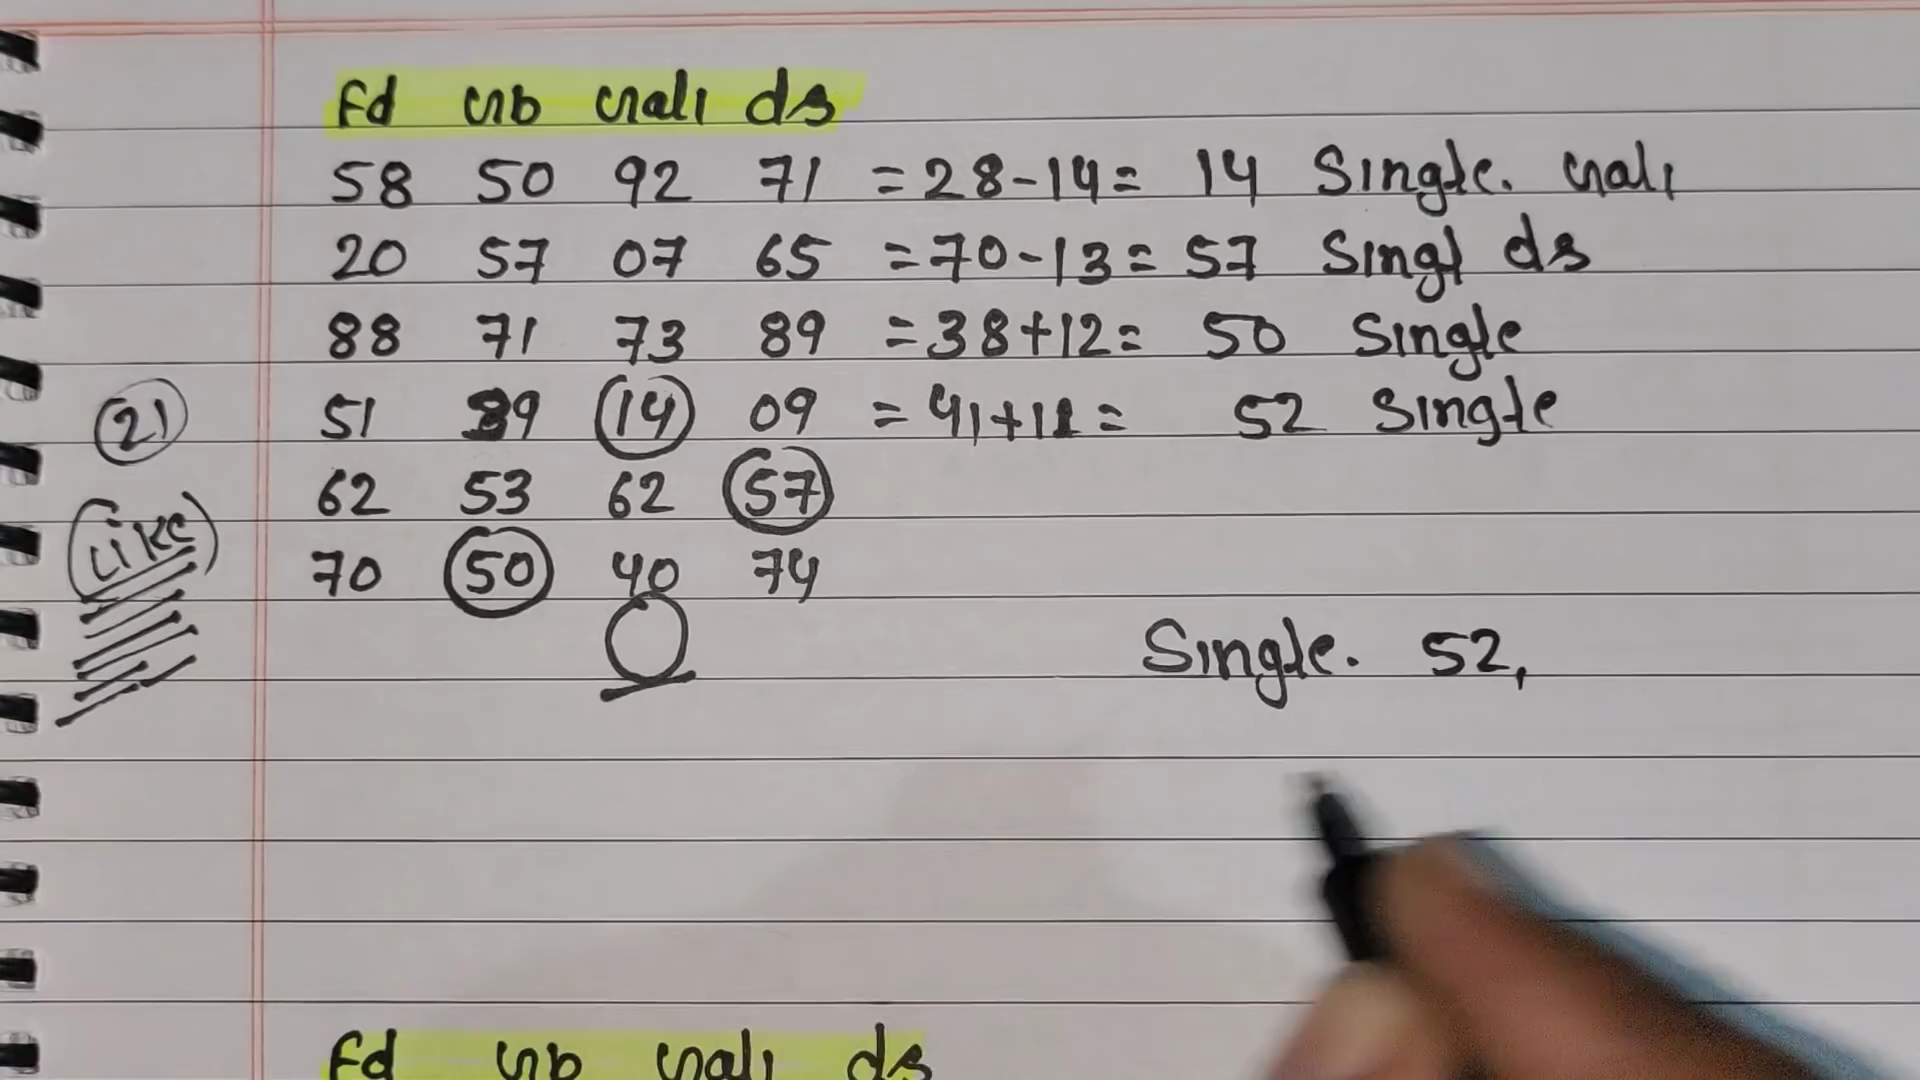 Fd Gb Gali ds
58 50 92 71 = 28-14 = 14 Single. Gali
20 57 07 65 = 70-13 = 57 Singl ds
88 71 73 89 = 38+12 = 50 Single
21 51 39 14 09 = 41+11 = 52 Single
62 53 62 57
Like
70 50 40 74
Single. 52,
Fd Gb Gali ds